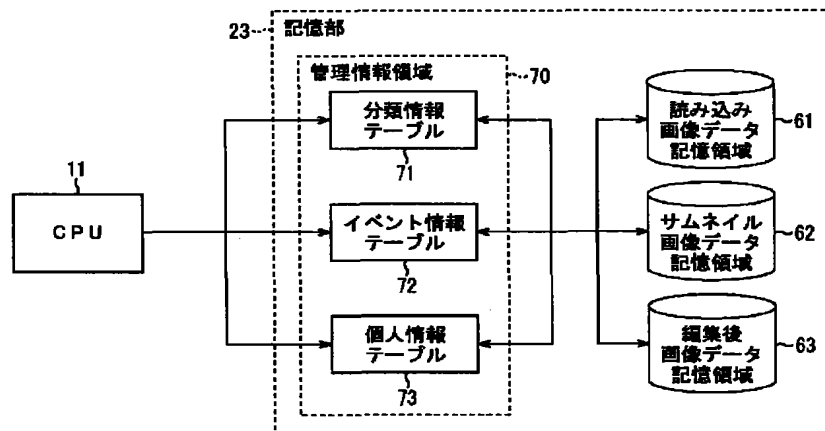 23
記憶部
管理情報領域
70
分類情報
テーブル
71
読み込み
画像データ
記憶領域
61
11
CPU
イベント情報
テーブル
72
サムネイル
画像データ
記憶領域
62
個人情報
テーブル
73
編集後
画像データ
記憶領域
63